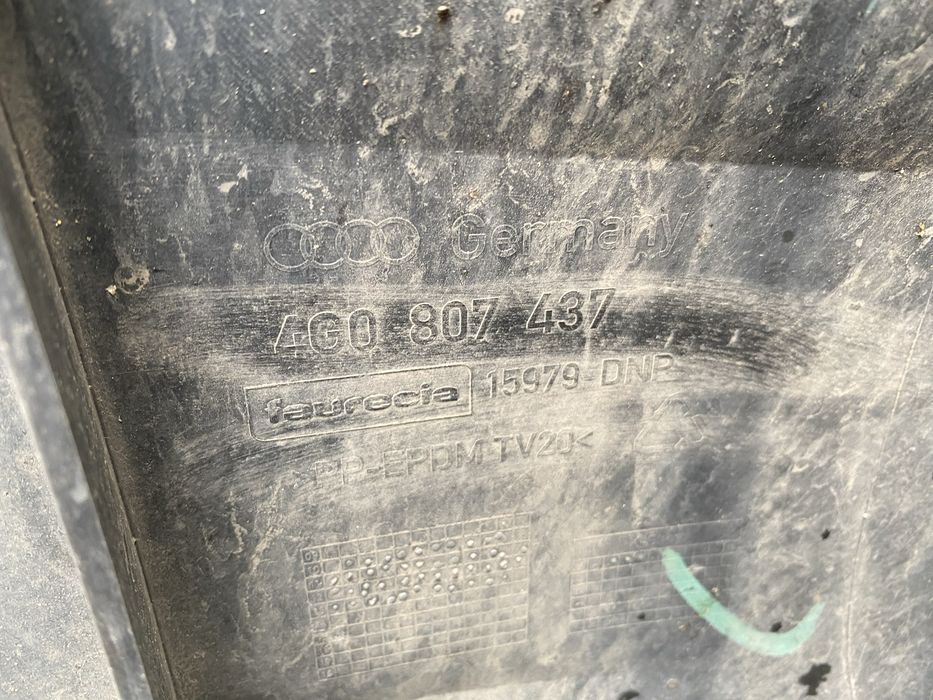 Germany
4G0 807 437
faurecia 15979-DNP
>PP-EPDM TV20<